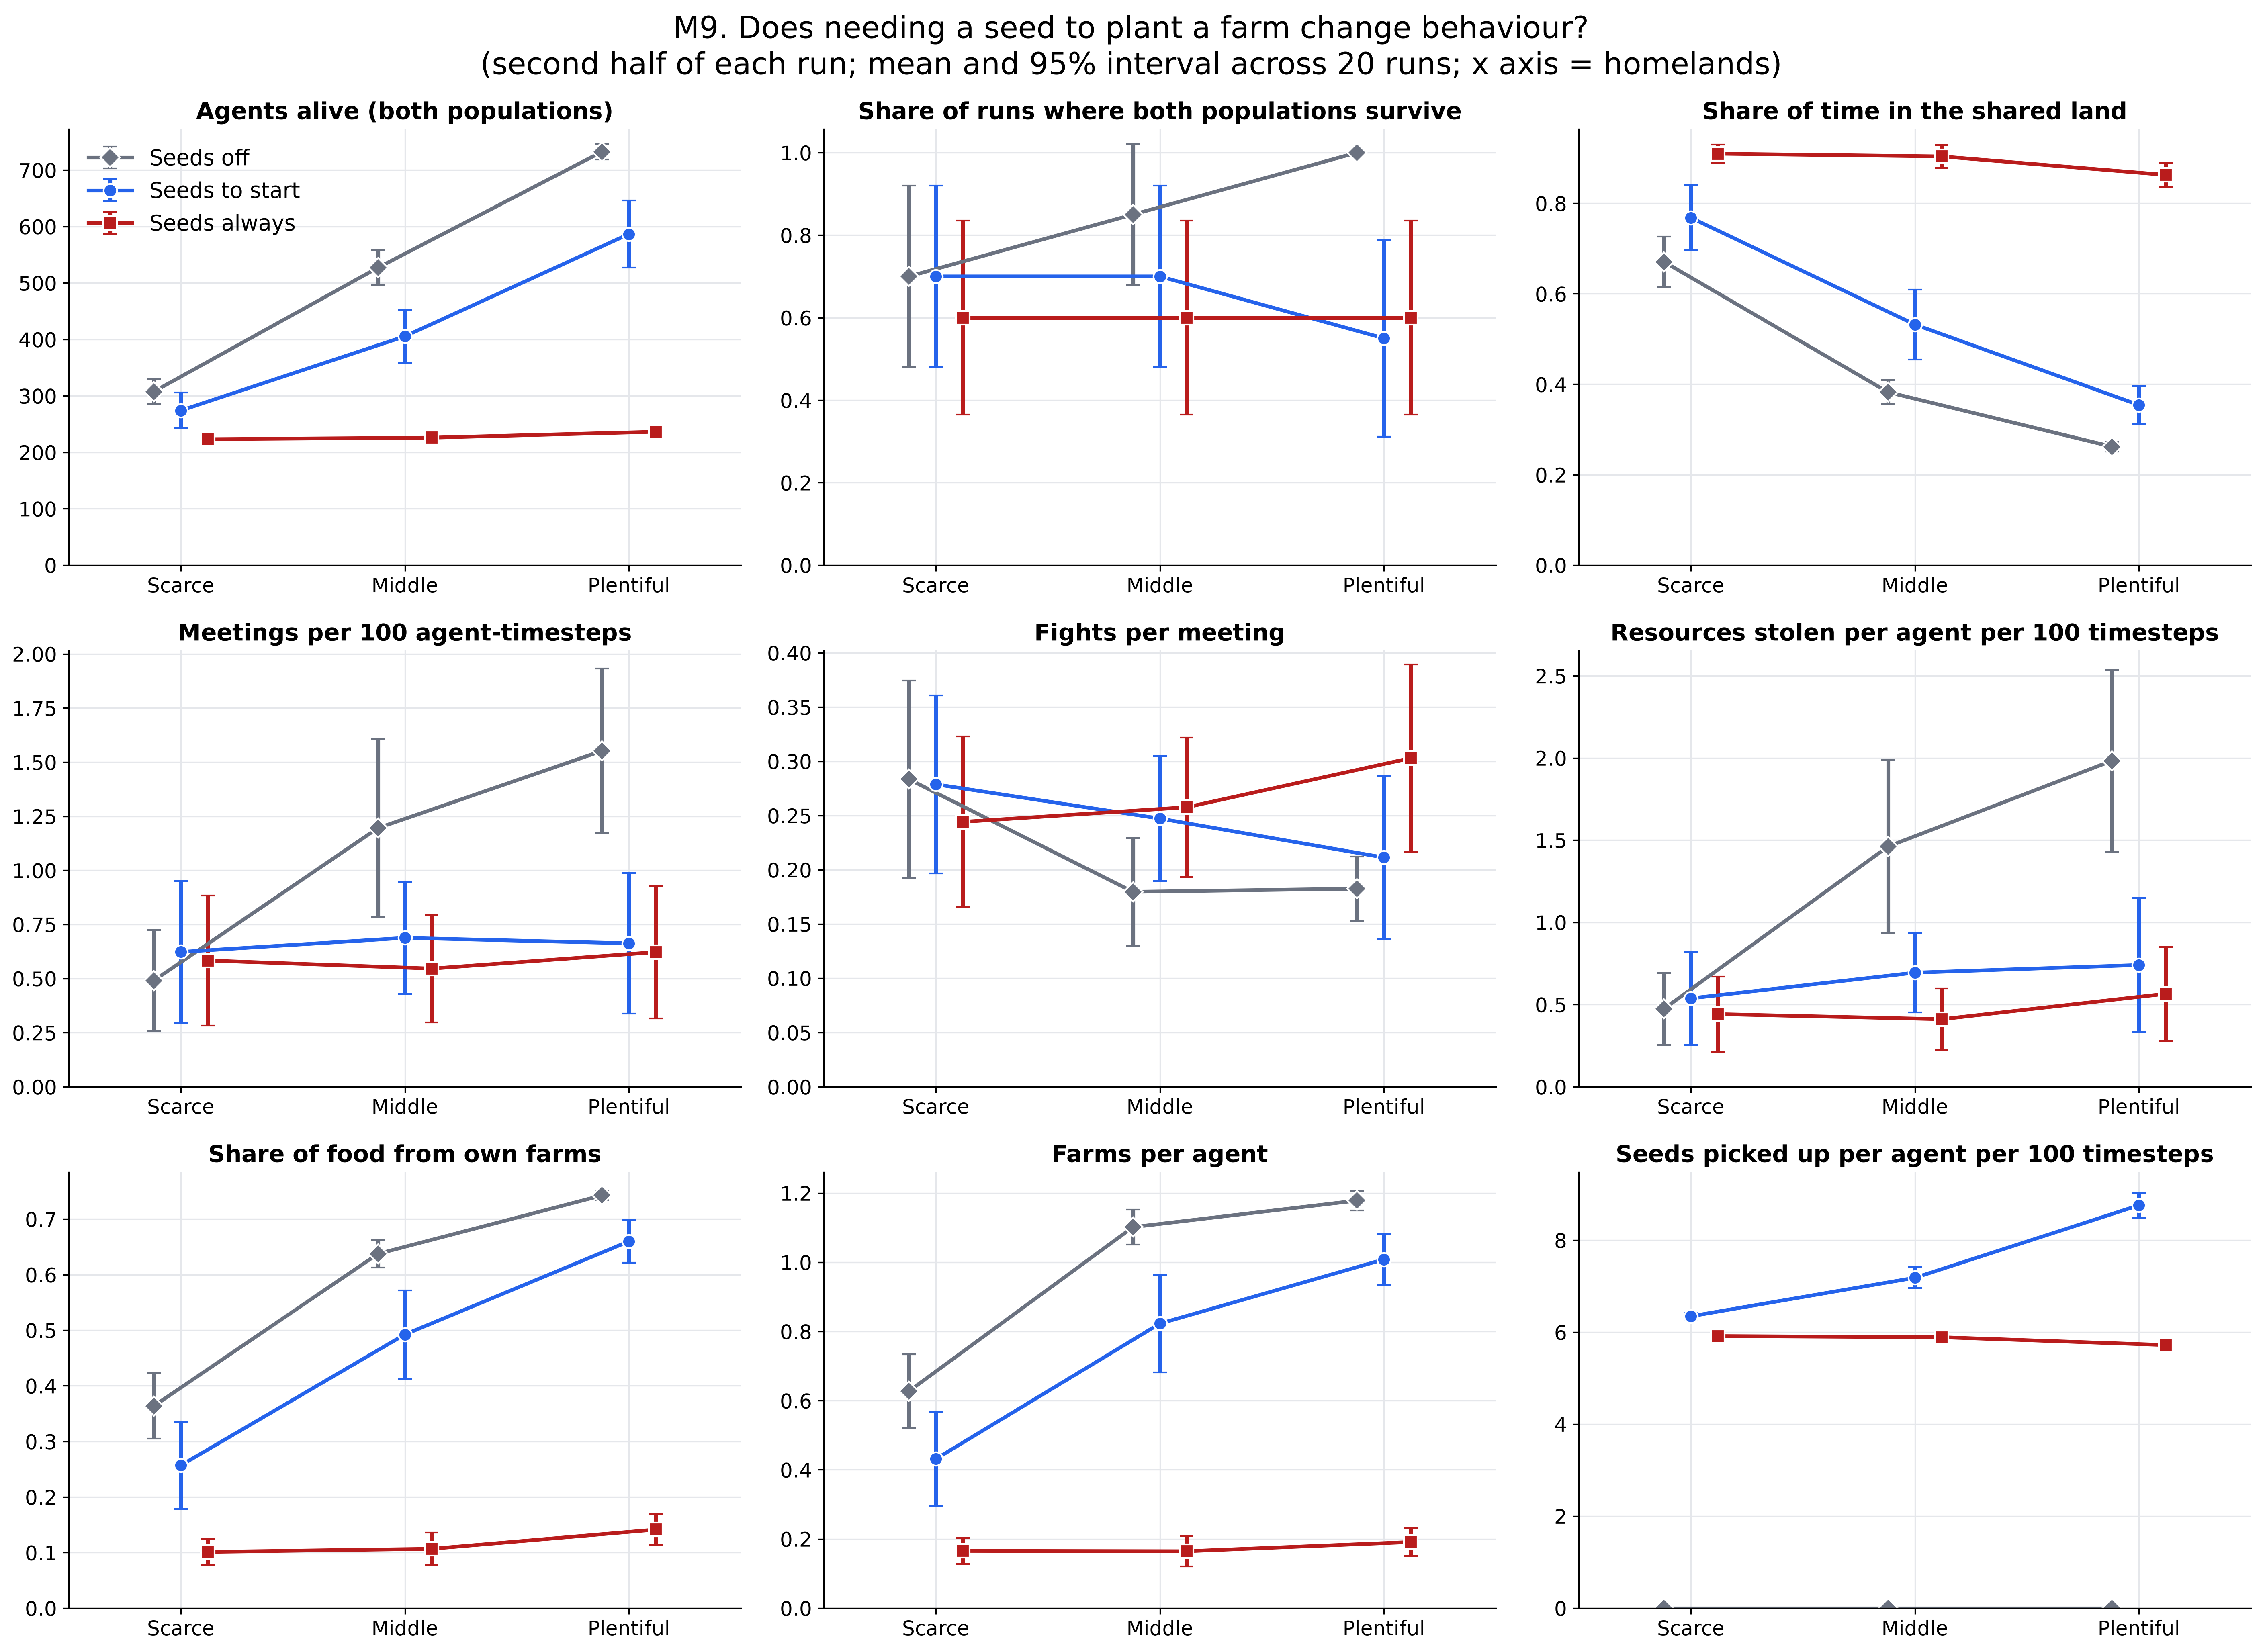 M9. Does needing a seed to plant a farm change behaviour?
(second half of each run; mean and 95% interval across 20 runs; x axis = homelands)
Agents alive (both populations)
Seeds off
Seeds to start
Seeds always
700
600
500
400
300
200
100
0
Scarce Middle Plentiful
Share of runs where both populations survive
1.0
0.8
0.6
0.4
0.2
0.0
Scarce Middle Plentiful
Share of time in the shared land
0.8
0.6
0.4
0.2
0.0
Scarce Middle Plentiful
Meetings per 100 agent-timesteps
2.00
1.75
1.50
1.25
1.00
0.75
0.50
0.25
0.00
Scarce Middle Plentiful
Fights per meeting
0.40
0.35
0.30
0.25
0.20
0.15
0.10
0.05
0.00
Scarce Middle Plentiful
Resources stolen per agent per 100 timesteps
2.5
2.0
1.5
1.0
0.5
0.0
Scarce Middle Plentiful
Share of food from own farms
0.7
0.6
0.5
0.4
0.3
0.2
0.1
0.0
Scarce Middle Plentiful
Farms per agent
1.2
1.0
0.8
0.6
0.4
0.2
0.0
Scarce Middle Plentiful
Seeds picked up per agent per 100 timesteps
8
6
4
2
0
Scarce Middle Plentiful